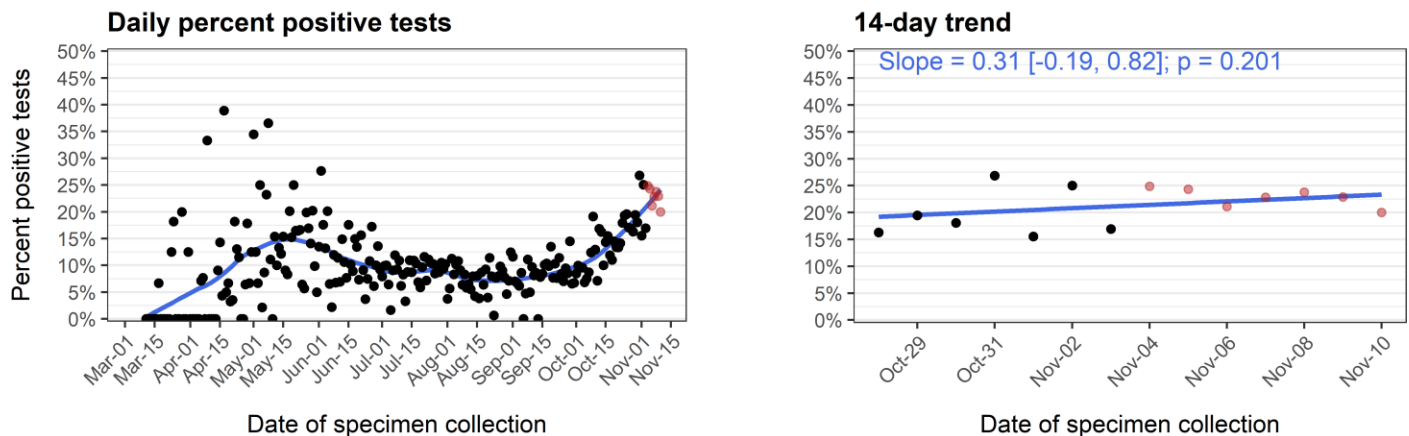 Daily percent positive tests
Percent positive tests
50%
45%
40%
35%
30%
25%
20%
15%
10%
5%
0%
Mar-01
Mar-15
Apr-01
Apr-15
May-01
May-15
Jun-01
Jun-15
Jul-01
Jul-15
Aug-01
Aug-15
Sep-01
Sep-15
Oct-01
Oct-15
Nov-01
Nov-15
Date of specimen collection
14-day trend
Slope = 0.31 [-0.19, 0.82]; p = 0.201
50%
45%
40%
35%
30%
25%
20%
15%
10%
5%
0%
Oct-29
Oct-31
Nov-02
Nov-04
Nov-06
Nov-08
Nov-10
Date of specimen collection